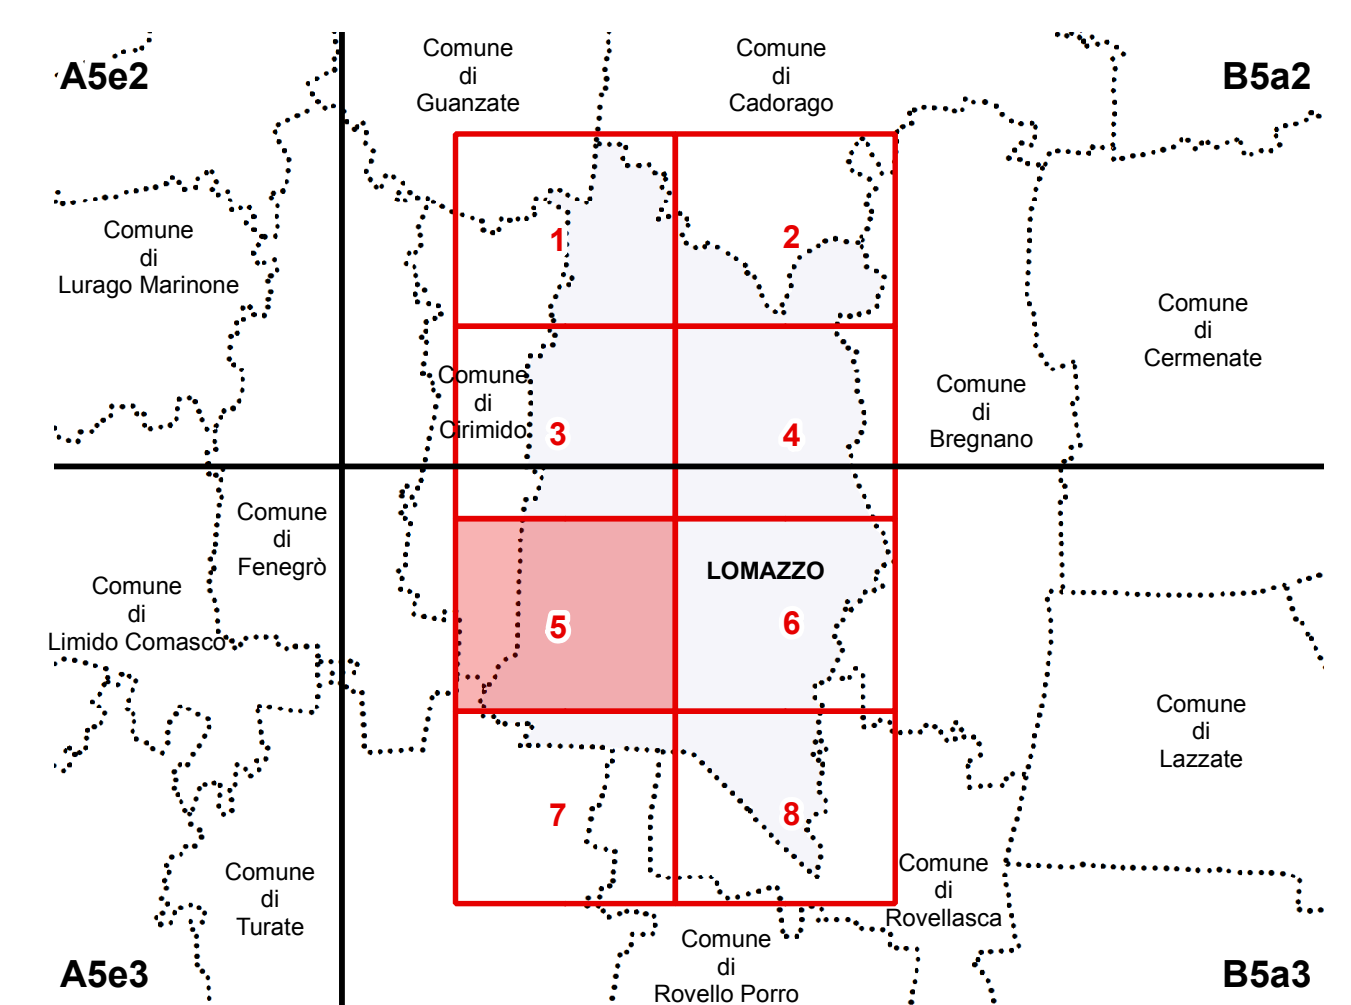 Comune
di
Guanzate
Comune
di
Cadorago
A5e2
B5a2
Comune
di
Lurago Marinone
1
2
Comune
di
Cermenate
Comune
di
Cirimido
3
4
Comune
di
Bregnano
Comune
di
Fenegrò
LOMAZZO
Comune
di
Limido Comasco
5
6
Comune
di
Lazzate
7
8
Comune
di
Turate
Comune
di
Rovellasca
Comune
di
Rovello Porro
A5e3
B5a3